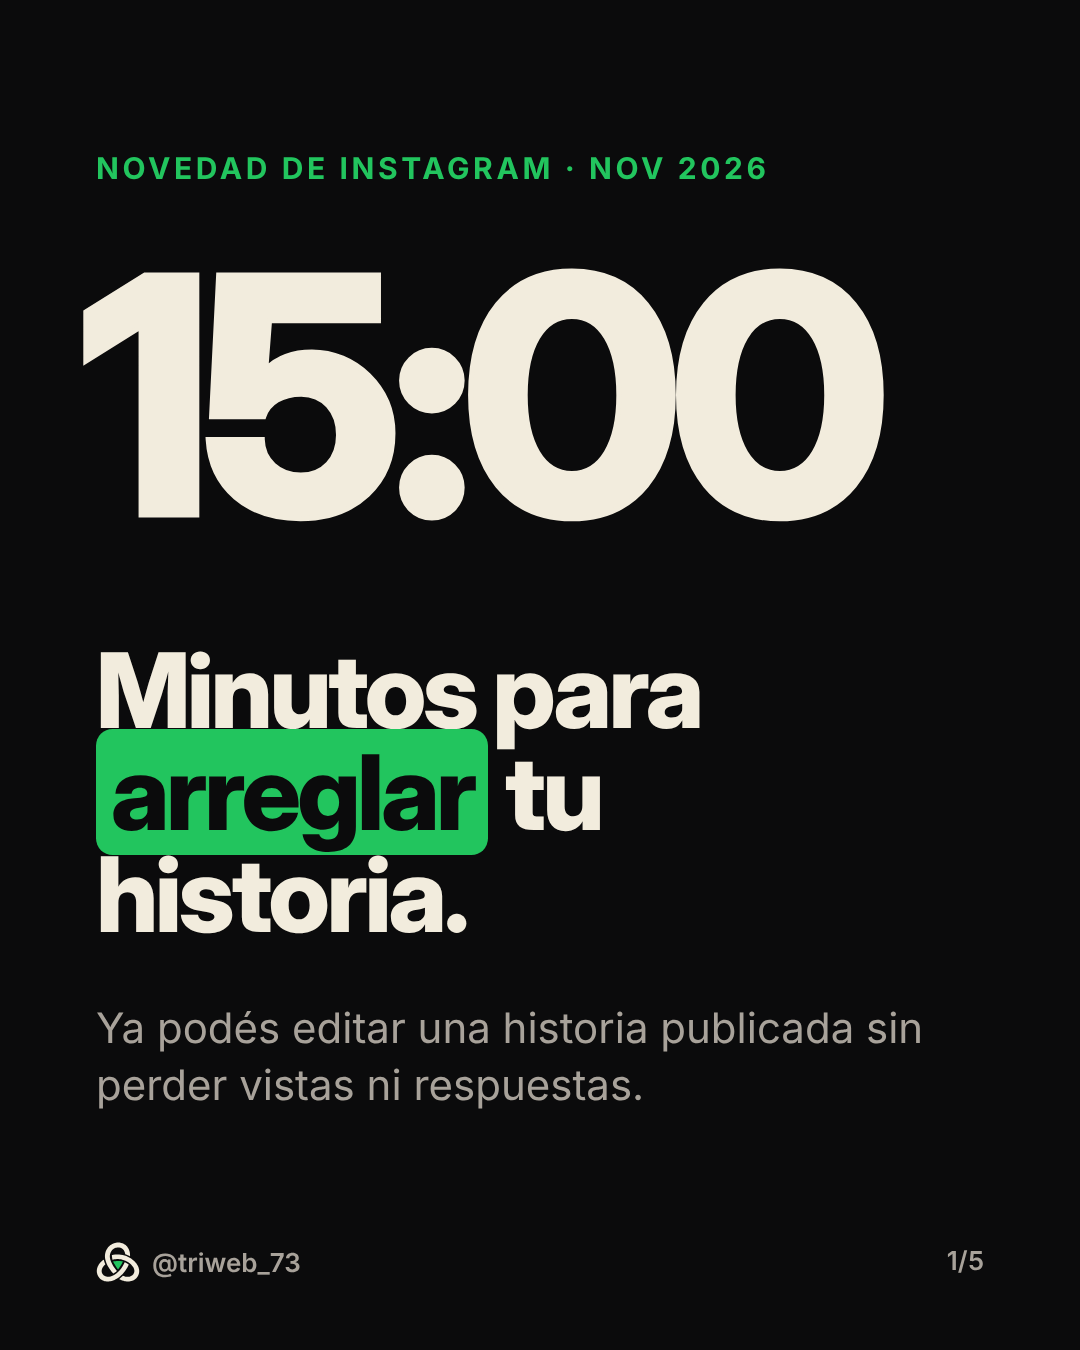 NOVEDAD DE INSTAGRAM · NOV 2026
15:00
Minutos para
arreglar tu
historia.
Ya podés editar una historia publicada sin
perder vistas ni respuestas.
@triweb_73
1/5